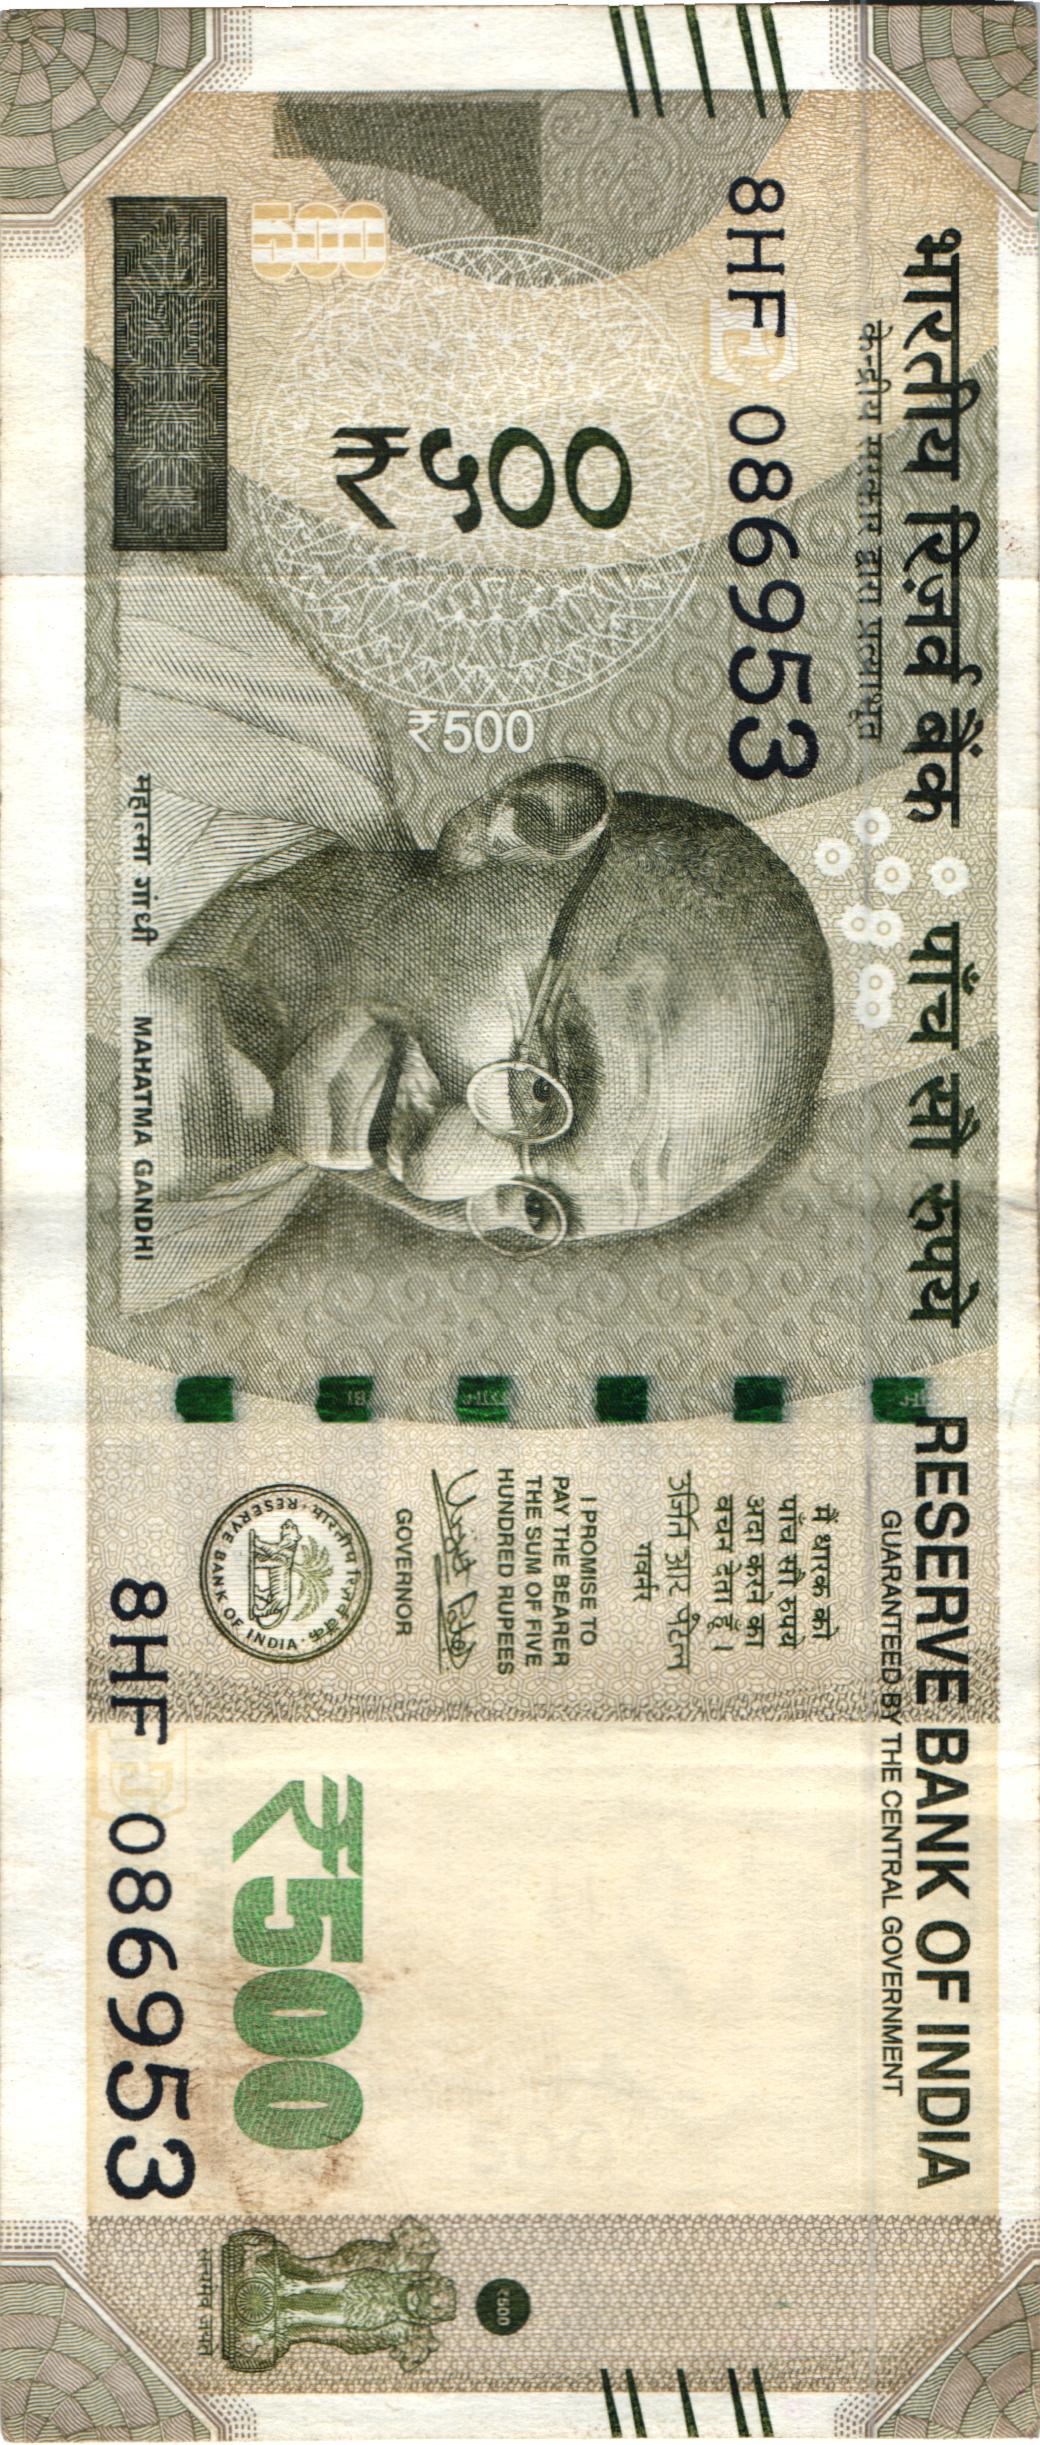 भारतीय रिज़र्व बैंक पाँच सौ रुपये
केन्द्रीय सरकार द्वारा प्रत्याभूत
RESERVE BANK OF INDIA
GUARANTEED BY THE CENTRAL GOVERNMENT
8HF 086953
₹५००
₹500
मैं धारक को
पाँच सौ रुपये
अदा करने का
वचन देता हूँ ।
उर्जित आर पटेल
गवर्नर
I PROMISE TO
PAY THE BEARER
THE SUM OF FIVE
HUNDRED RUPEES
Urjit Patel
GOVERNOR
भारतीय रिज़र्व बैंक
RESERVE BANK OF INDIA
₹500
₹500
सत्यमेव जयते
महात्मा गांधी MAHATMA GANDHI
8HF 086953